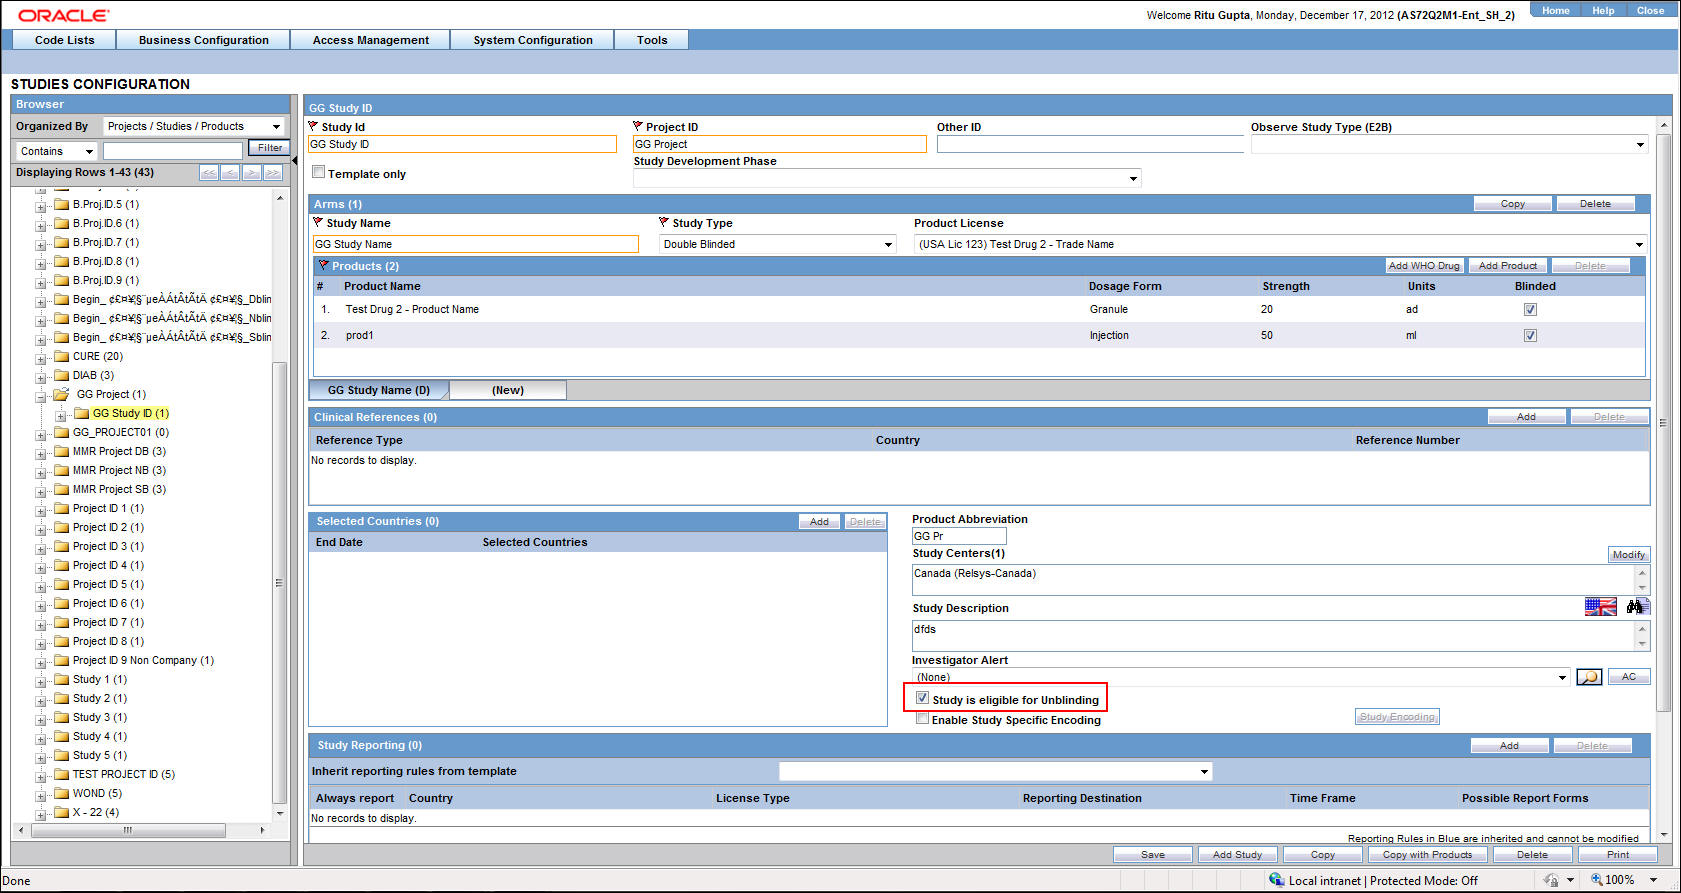 ORACLE
Welcome Ritu Gupta, Monday, December 17, 2012 (AS72Q2M1-Ent_SH_2)
Home Help Close
Code Lists Business Configuration Access Management System Configuration Tools
STUDIES CONFIGURATION
Browser
Organized By Projects / Studies / Products
Contains Filter
Displaying Rows 1-43 (43) << < > >>
B.Proj.ID.5 (1)
B.Proj.ID.6 (1)
B.Proj.ID.7 (1)
B.Proj.ID.8 (1)
B.Proj.ID.9 (1)
Begin_ ¢£¤¥¦§¨µeÀÁtÂtÃtÄ ¢£¤¥¦§_Dblin
Begin_ ¢£¤¥¦§¨µeÀÁtÂtÃtÄ ¢£¤¥¦§_Nblin
Begin_ ¢£¤¥¦§¨µeÀÁtÂtÃtÄ ¢£¤¥¦§_Sblin
CURE (20)
DIAB (3)
GG Project (1)
GG Study ID (1)
GG_PROJECT01 (0)
MMR Project DB (3)
MMR Project NB (3)
MMR Project SB (3)
Project ID 1 (1)
Project ID 2 (1)
Project ID 3 (1)
Project ID 4 (1)
Project ID 5 (1)
Project ID 6 (1)
Project ID 7 (1)
Project ID 8 (1)
Project ID 9 Non Company (1)
Study 1 (1)
Study 2 (1)
Study 3 (1)
Study 4 (1)
Study 5 (1)
TEST PROJECT ID (5)
WOND (5)
X - 22 (4)
GG Study ID
Study Id Project ID Other ID Observe Study Type (E2B)
GG Study ID GG Project
Study Development Phase
Template only
Arms (1) Copy Delete
Study Name Study Type Product License
GG Study Name Double Blinded (USA Lic 123) Test Drug 2 - Trade Name
Products (2) Add WHO Drug Add Product Delete
# Product Name Dosage Form Strength Units Blinded
1. Test Drug 2 - Product Name Granule 20 ad
2. prod1 Injection 50 ml
GG Study Name (D) (New)
Clinical References (0) Add Delete
Reference Type Country Reference Number
No records to display.
Selected Countries (0) Add Delete
End Date Selected Countries
Product Abbreviation
GG Pr
Study Centers(1) Modify
Canada (Relsys-Canada)
Study Description
dfds
Investigator Alert
(None) AC
Study is eligible for Unblinding
Enable Study Specific Encoding Study Encoding
Study Reporting (0) Add Delete
Inherit reporting rules from template
Always report Country License Type Reporting Destination Time Frame Possible Report Forms
No records to display.
Reporting Rules in Blue are inherited and cannot be modified
Save Add Study Copy Copy with Products Delete Print
Done Local intranet | Protected Mode: Off 100%